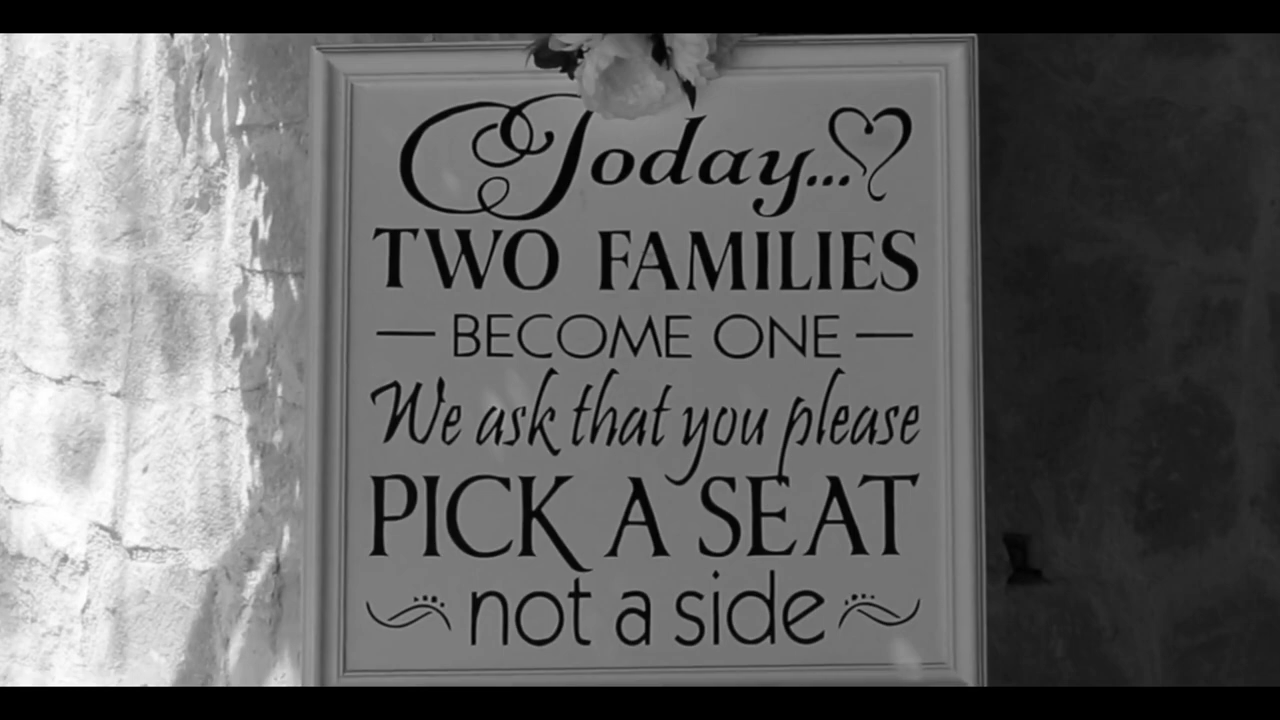 Today...
TWO FAMILIES
BECOME ONE
We ask that you please
PICK A SEAT
not a side